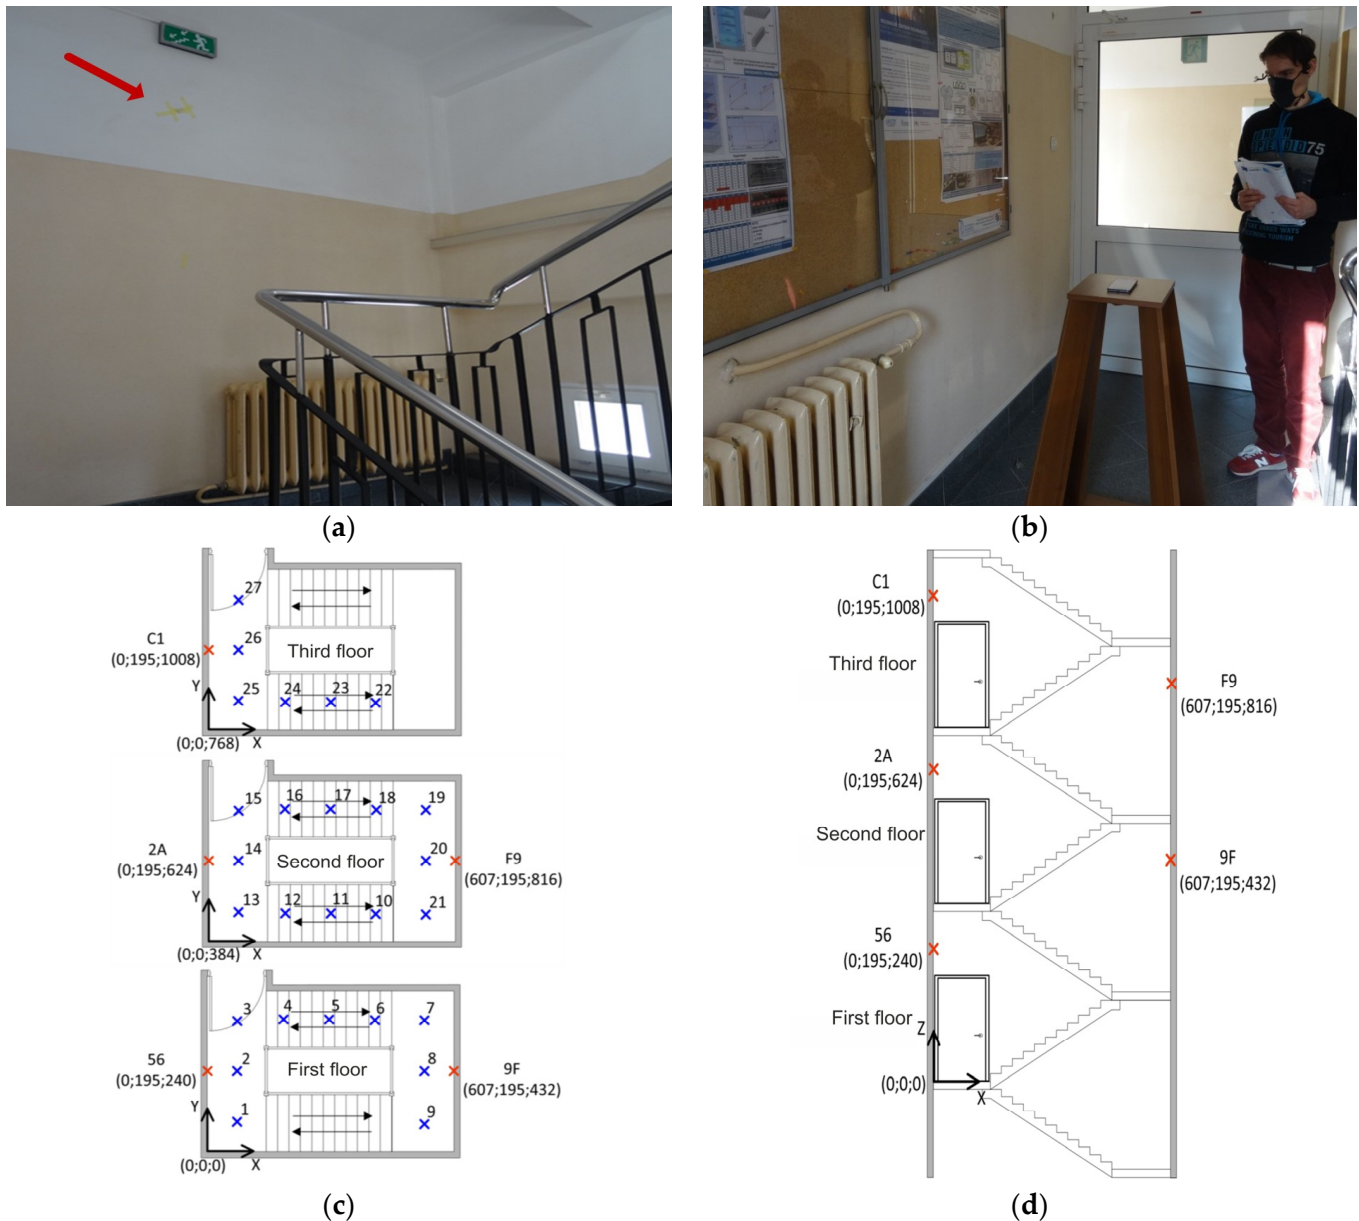 75
(a)
(b)
27
C1
(0;195;1008)
26
Third floor
Y
25
24
23
22
(0;0;768)
X
15
16
17
18
19
2A
(0;195;624)
14
Second floor
20
F9
(607;195;816)
Y
13
12
11
10
21
(0;0;384)
X
3
4
5
6
7
56
(0;195;240)
2
First floor
8
9F
(607;195;432)
Y
1
9
(0;0;0)
X
(c)
C1
(0;195;1008)
Third floor
F9
(607;195;816)
2A
(0;195;624)
Second floor
9F
(607;195;432)
56
(0;195;240)
First floor
Z
(0;0;0)
X
(d)